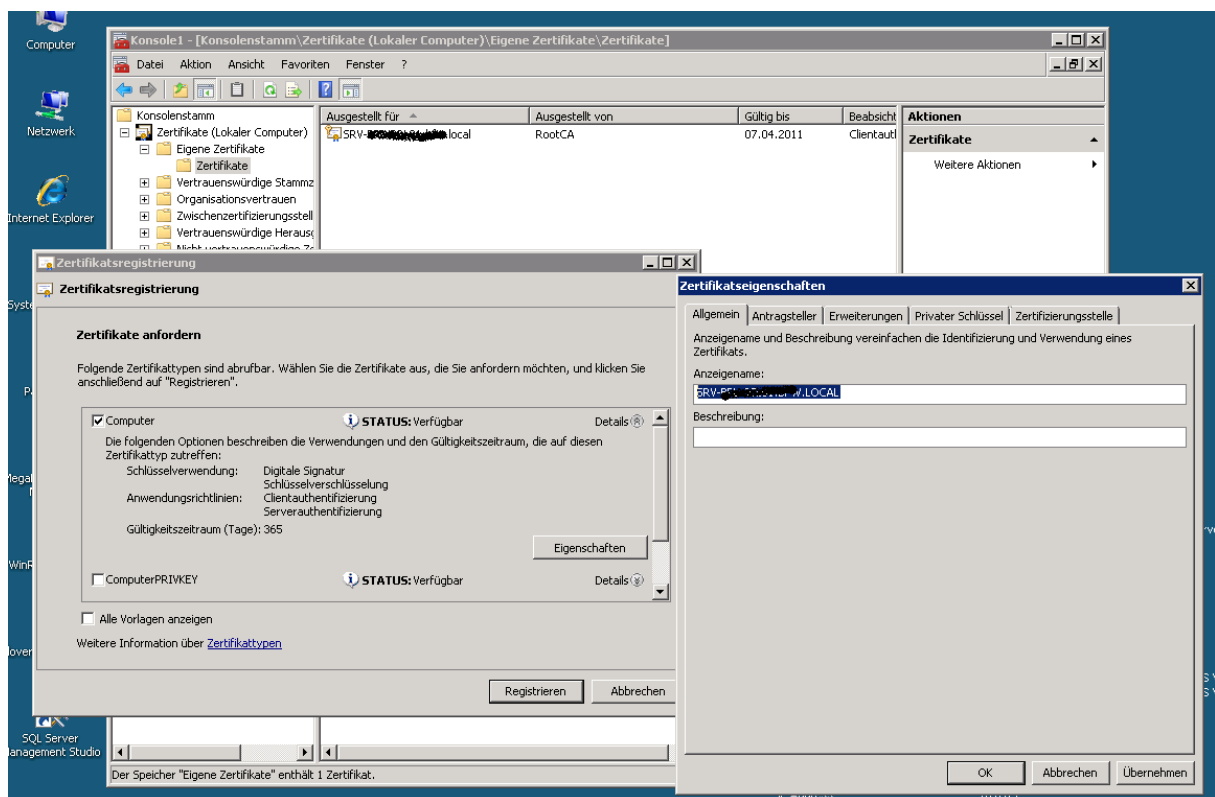 Computer
Netzwerk
Internet Explorer
SQL Server
Management Studio
Konsole1 - [Konsolenstamm\Zertifikate (Lokaler Computer)\Eigene Zertifikate\Zertifikate]
Datei Aktion Ansicht Favoriten Fenster ?
Konsolenstamm
Zertifikate (Lokaler Computer)
Eigene Zertifikate
Zertifikate
Vertrauenswürdige Stammz
Organisationsvertrauen
Zwischenzertifizierungsstell
Vertrauenswürdige Herausg
Ausgestellt für Ausgestellt von Gültig bis Beabsicht
SRV- local RootCA 07.04.2011 Clientautl
Aktionen
Zertifikate
Weitere Aktionen
Zertifikatsregistrierung
Zertifikatsregistrierung
Zertifikate anfordern
Folgende Zertifikattypen sind abrufbar. Wählen Sie die Zertifikate aus, die Sie anfordern möchten, und klicken Sie
anschließend auf "Registrieren".
Computer STATUS: Verfügbar Details
Die folgenden Optionen beschreiben die Verwendungen und den Gültigkeitszeitraum, die auf diesen
Zertifikattyp zutreffen:
Schlüsselverwendung: Digitale Signatur
Schlüsselverschlüsselung
Anwendungsrichtlinien: Clientauthentifizierung
Serverauthentifizierung
Gültigkeitszeitraum (Tage): 365
Eigenschaften
ComputerPRIVKEY STATUS: Verfügbar Details
Alle Vorlagen anzeigen
Weitere Information über Zertifikattypen
Registrieren Abbrechen
Der Speicher "Eigene Zertifikate" enthält 1 Zertifikat.
Zertifikatseigenschaften
Allgemein Antragsteller Erweiterungen Privater Schlüssel Zertifizierungsstelle
Anzeigename und Beschreibung vereinfachen die Identifizierung und Verwendung eines
Zertifikats.
Anzeigename:
.LOCAL
Beschreibung:
OK Abbrechen Übernehmen